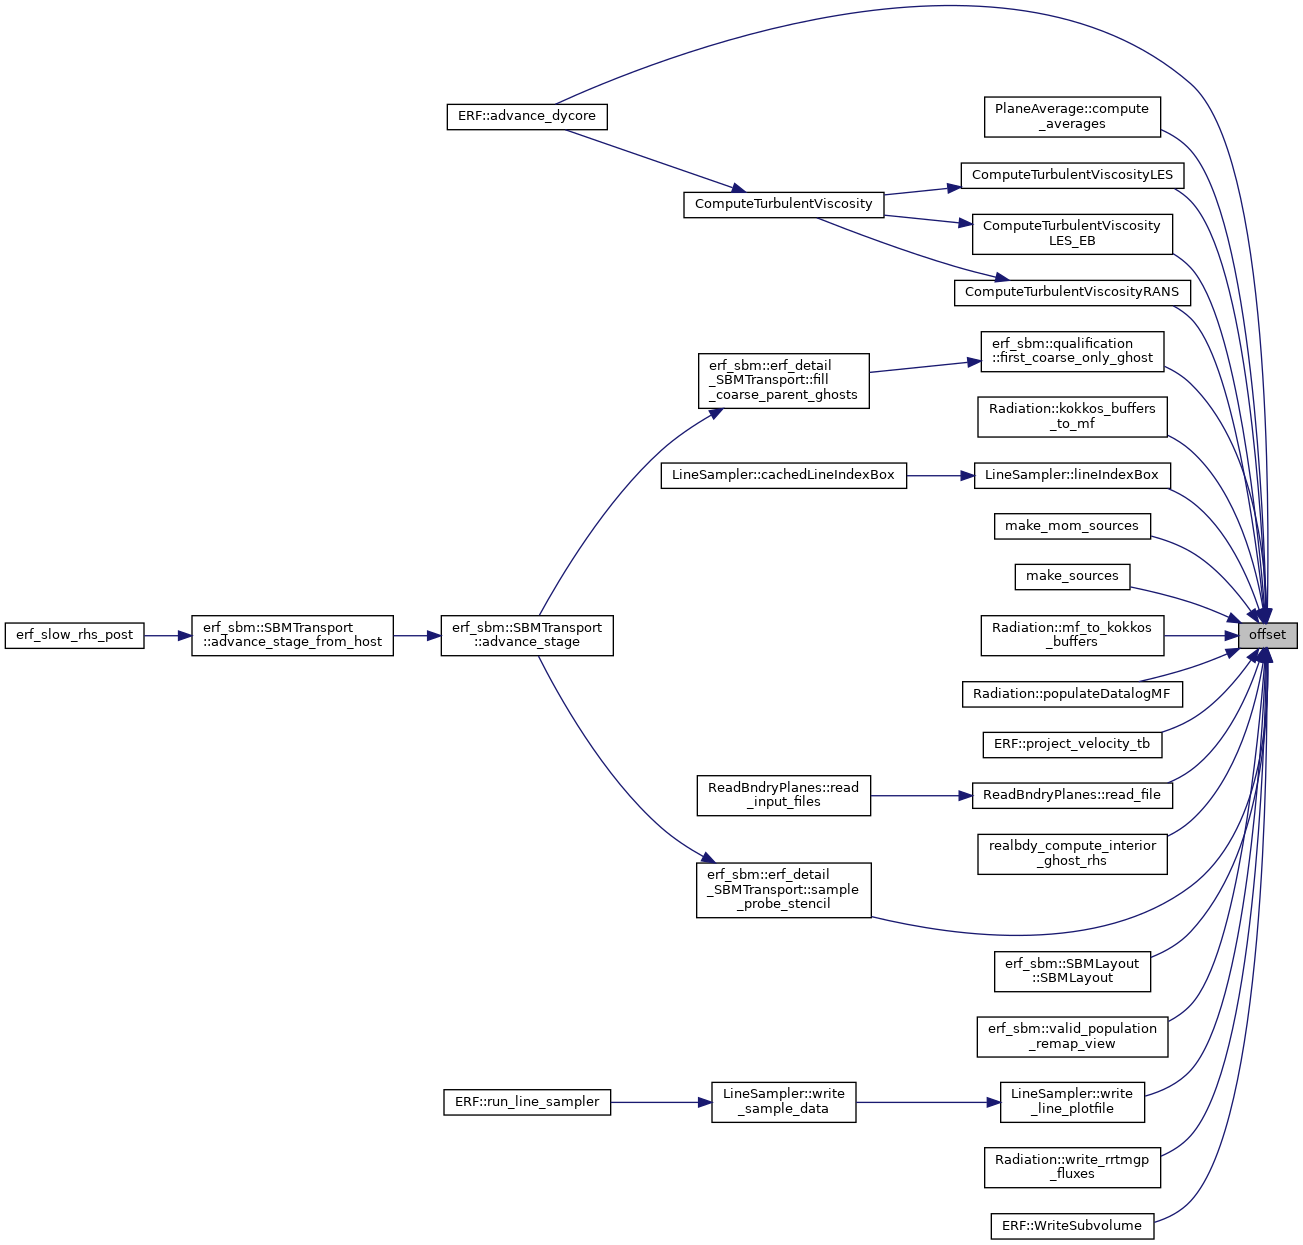 ERF::advance_dycore
PlaneAverage::compute
_averages
ComputeTurbulentViscosityLES
ComputeTurbulentViscosity
ComputeTurbulentViscosity
LES_EB
ComputeTurbulentViscosityRANS
erf_sbm::qualification
::first_coarse_only_ghost
erf_sbm::erf_detail
_SBMTransport::fill
_coarse_parent_ghosts
Radiation::kokkos_buffers
_to_mf
LineSampler::cachedLineIndexBox
LineSampler::lineIndexBox
make_mom_sources
make_sources
erf_slow_rhs_post
erf_sbm::SBMTransport
::advance_stage_from_host
erf_sbm::SBMTransport
::advance_stage
Radiation::mf_to_kokkos
_buffers
offset
Radiation::populateDatalogMF
ERF::project_velocity_tb
ReadBndryPlanes::read
_input_files
ReadBndryPlanes::read_file
realbdy_compute_interior
_ghost_rhs
erf_sbm::erf_detail
_SBMTransport::sample
_probe_stencil
erf_sbm::SBMLayout
::SBMLayout
erf_sbm::valid_population
_remap_view
ERF::run_line_sampler
LineSampler::write
_sample_data
LineSampler::write
_line_plotfile
Radiation::write_rrtmgp
_fluxes
ERF::WriteSubvolume